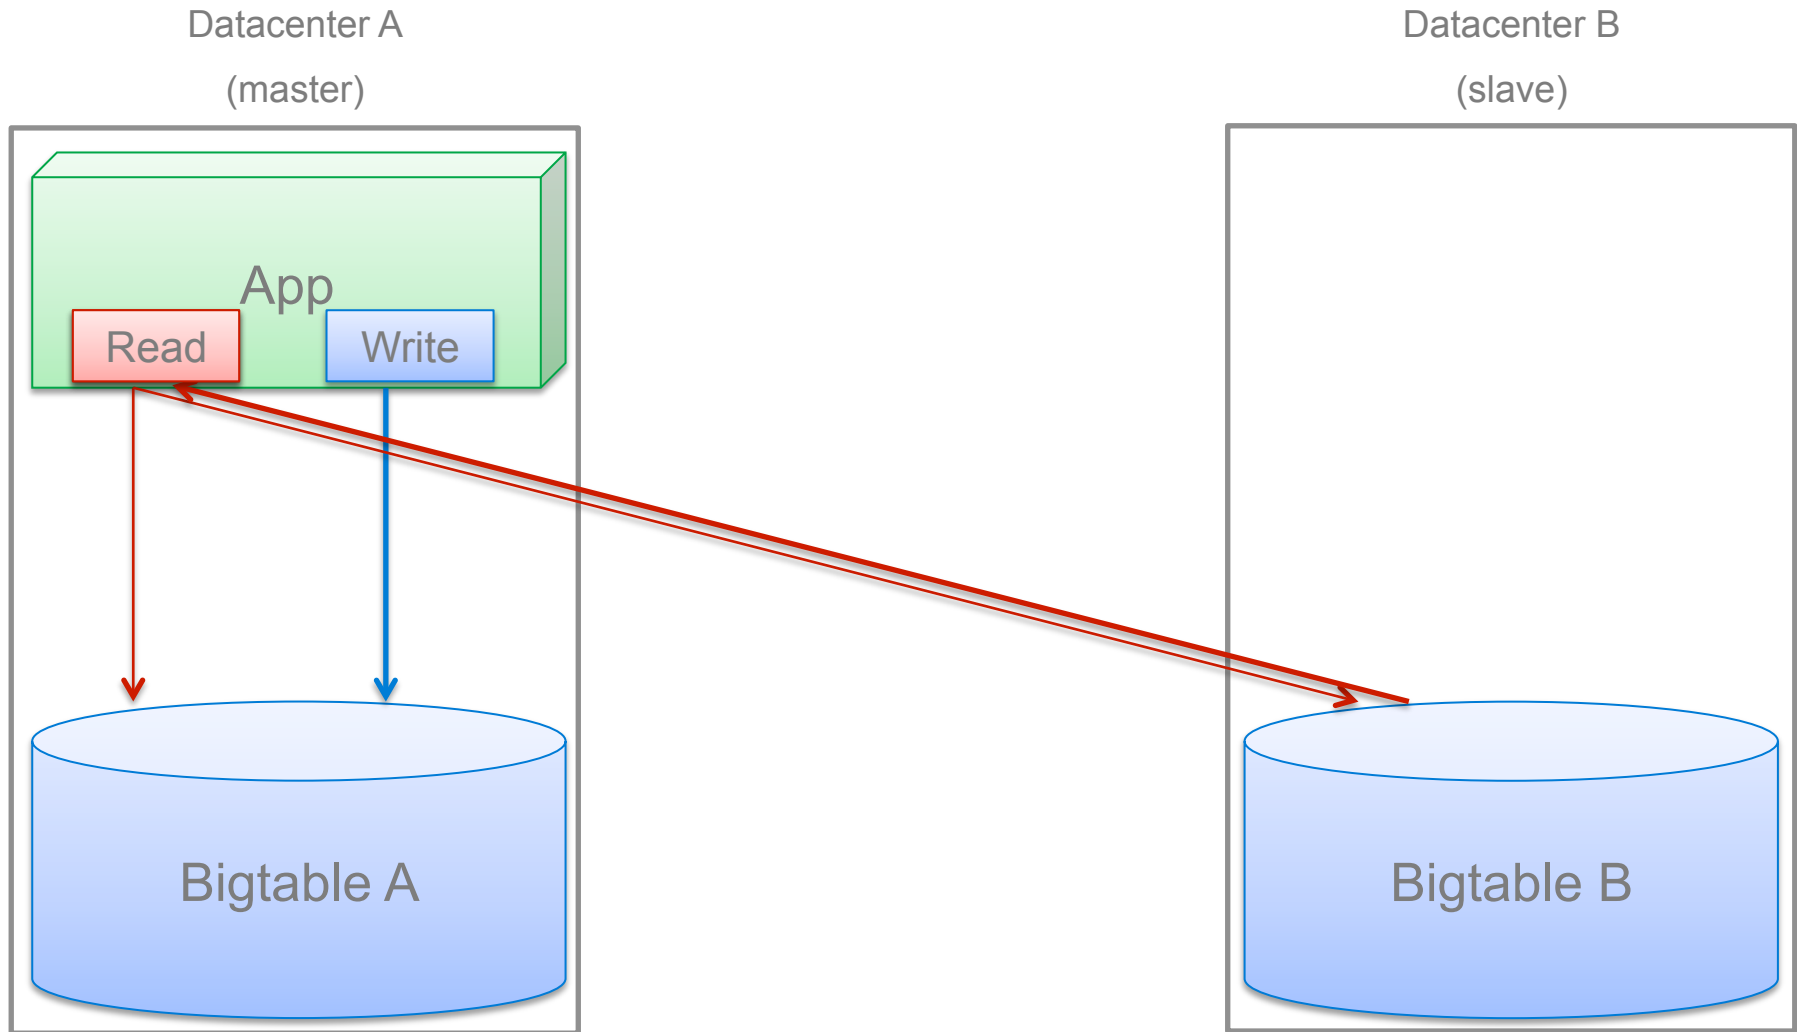 Datacenter A
(master)
Datacenter B
(slave)
App
Read
Write
Bigtable A
Bigtable B